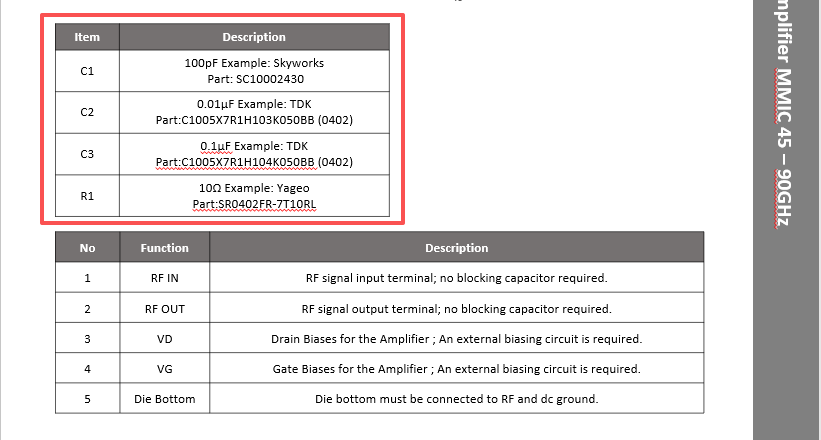 Item Description
C1 100pF Example: Skyworks
Part: SC10002430
C2 0.01µF Example: TDK
Part:C1005X7R1H103K050BB (0402)
C3 0.1µF Example: TDK
Part:C1005X7R1H104K050BB (0402)
R1 10Ω Example: Yageo
Part:SR0402FR-7T10RL
No Function Description
1 RF IN RF signal input terminal; no blocking capacitor required.
2 RF OUT RF signal output terminal; no blocking capacitor required.
3 VD Drain Biases for the Amplifier ; An external biasing circuit is required.
4 VG Gate Biases for the Amplifier ; An external biasing circuit is required.
5 Die Bottom Die bottom must be connected to RF and dc ground.
mplifier MMIC 45 – 90GHz